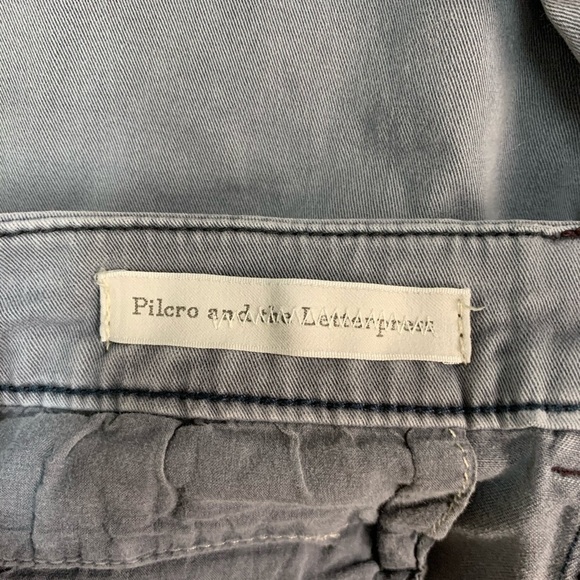 Pilcro and the Letterpress